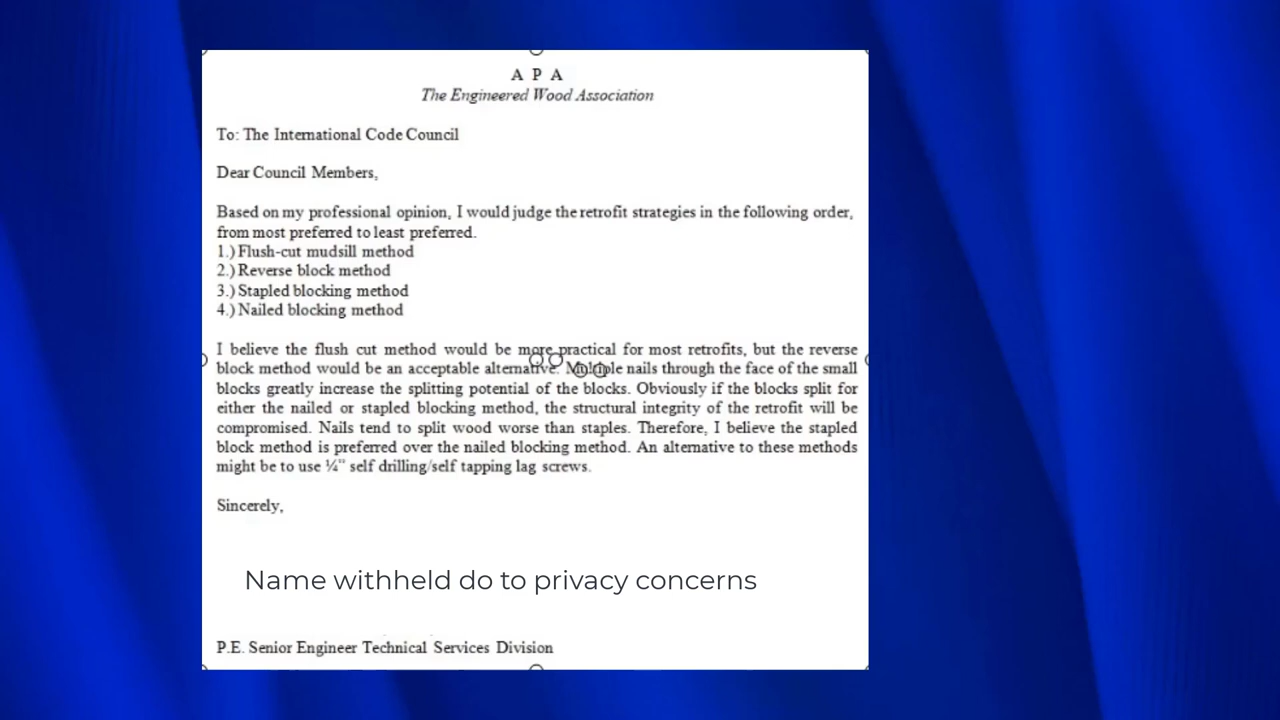 A P A
The Engineered Wood Association
To: The International Code Council
Dear Council Members,
Based on my professional opinion, I would judge the retrofit strategies in the following order,
from most preferred to least preferred.
1.) Flush-cut mudsill method
2.) Reverse block method
3.) Stapled blocking method
4.) Nailed blocking method
I believe the flush cut method would be more practical for most retrofits, but the reverse
block method would be an acceptable alternative. Multiple nails through the face of the small
blocks greatly increase the splitting potential of the blocks. Obviously if the blocks split for
either the nailed or stapled blocking method, the structural integrity of the retrofit will be
compromised. Nails tend to split wood worse than staples. Therefore, I believe the stapled
block method is preferred over the nailed blocking method. An alternative to these methods
might be to use ¼" self drilling/self tapping lag screws.
Sincerely,
Name withheld do to privacy concerns
P.E. Senior Engineer Technical Services Division